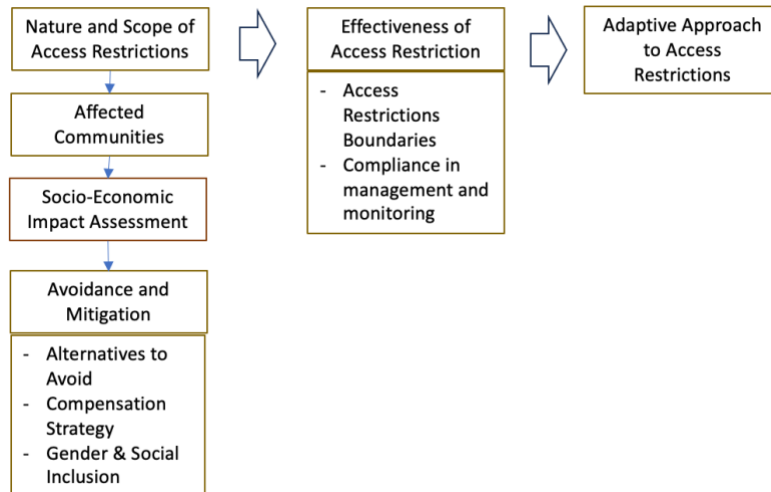 Nature and Scope of
Access Restrictions
Affected
Communities
Socio-Economic
Impact Assessment
Avoidance and
Mitigation
- Alternatives to
Avoid
- Compensation
Strategy
- Gender & Social
Inclusion
Effectiveness of
Access Restriction
- Access
Restrictions
Boundaries
- Compliance in
management and
monitoring
Adaptive Approach
to Access
Restrictions